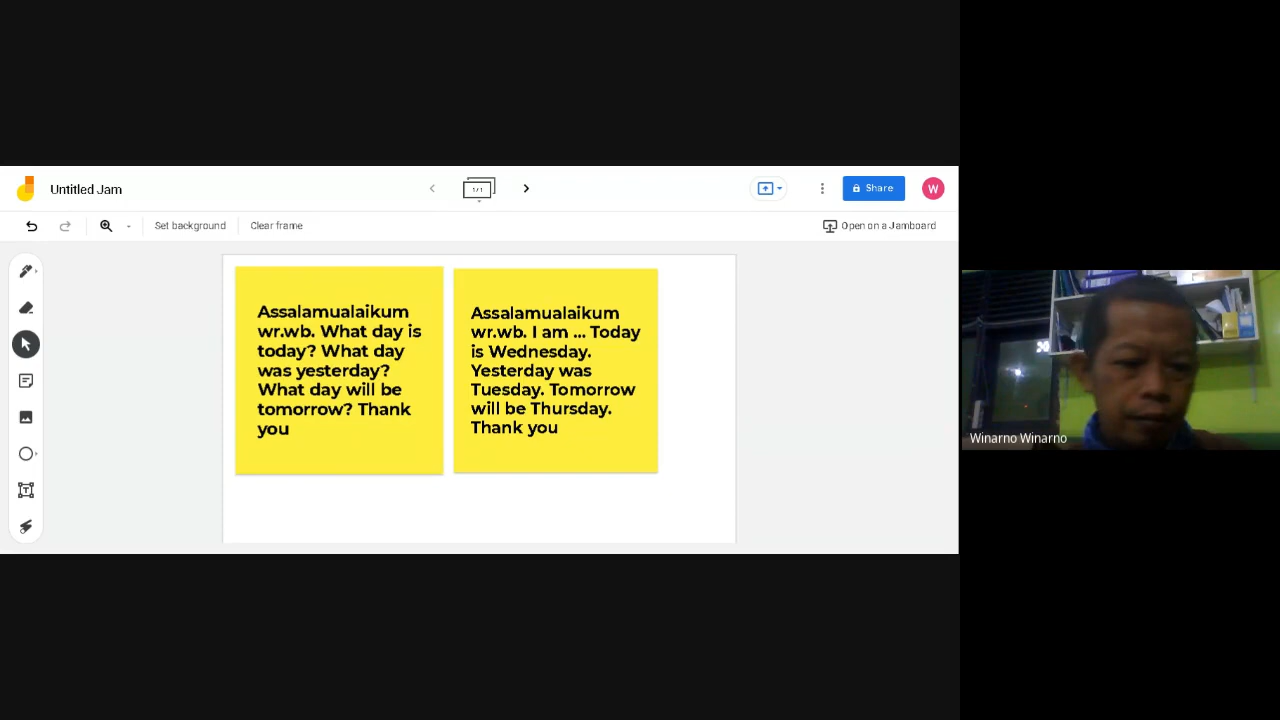 Untitled Jam
1/1
Share
W
Set background
Clear frame
Open on a Jamboard
Assalamualaikum
wr.wb. What day is
today? What day
was yesterday?
What day will be
tomorrow? Thank
you
Assalamualaikum
wr.wb. I am ... Today
is Wednesday.
Yesterday was
Tuesday. Tomorrow
will be Thursday.
Thank you
Winarno Winarno